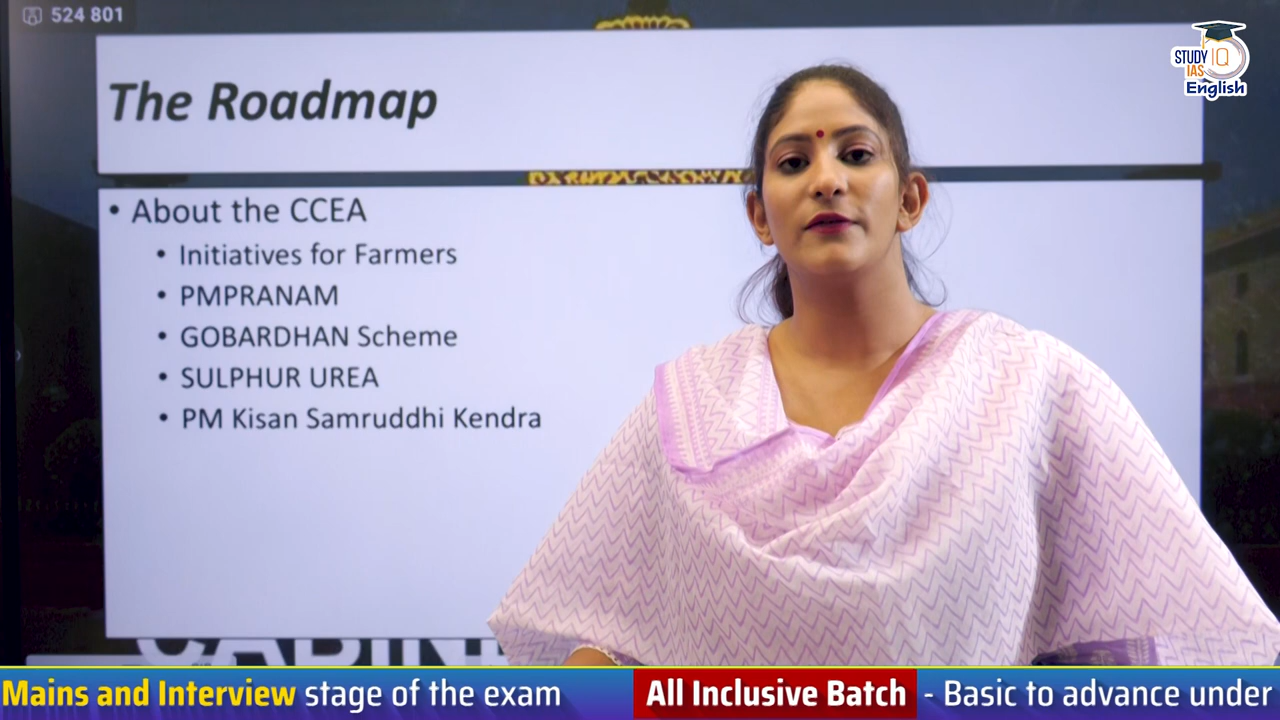 524 801
STUDY IQ
IAS
English
The Roadmap
• About the CCEA
• Initiatives for Farmers
• PMPRANAM
• GOBARDHAN Scheme
• SULPHUR UREA
• PM Kisan Samruddhi Kendra
Mains and Interview stage of the exam All Inclusive Batch - Basic to advance under